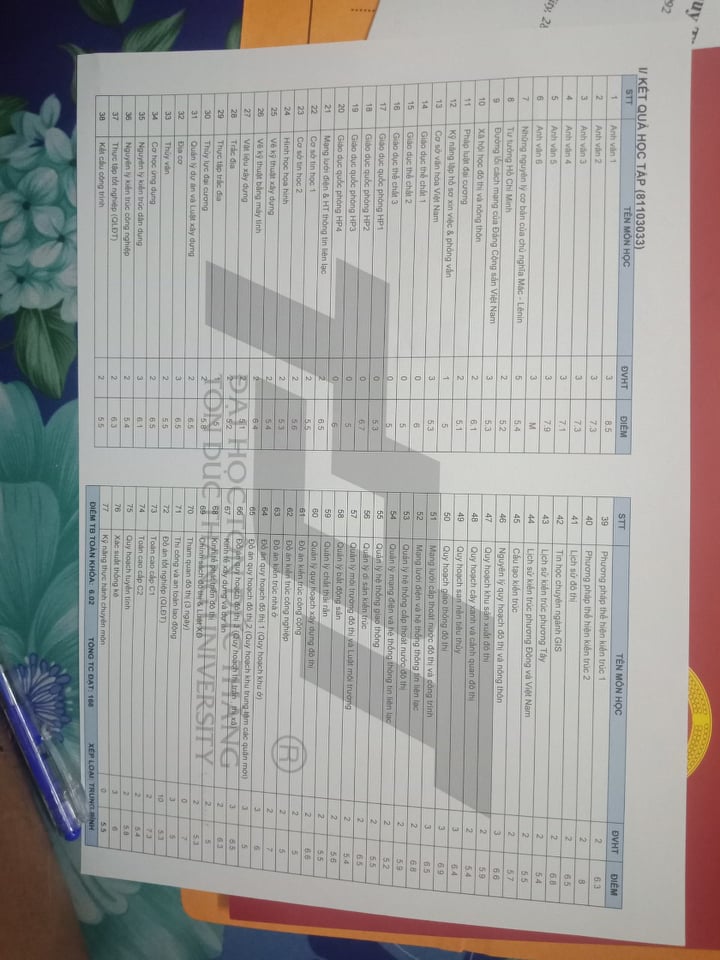 uy T
992
ity, 28
I/ KẾT QUẢ HỌC TẬP (81103033)
STT TÊN MÔN HỌC ĐVHT ĐIỂM
1 Anh văn 1 3 8.5
2 Anh văn 2 3 7.3
3 Anh văn 3 3 7.3
4 Anh văn 4 3 7.1
5 Anh văn 5 3 7.9
6 Anh văn 6 3 M
7 Những nguyên lý cơ bản của chủ nghĩa Mác - Lênin 5 5.4
8 Tư tưởng Hồ Chí Minh 2 5.2
9 Đường lối cách mạng của Đảng Cộng sản Việt Nam 3 5.3
10 Xã hội học đô thị và nông thôn 2 6.1
11 Pháp luật đại cương 2 5.1
12 Kỹ năng lập hồ sơ xin việc & phỏng vấn 1 5
13 Cơ sở văn hóa Việt Nam 3 5.3
14 Giáo dục thể chất 1 0 6
15 Giáo dục thể chất 2 0 5
16 Giáo dục thể chất 3 0 5
17 Giáo dục quốc phòng HP1 0 5.3
18 Giáo dục quốc phòng HP2 0 6.7
19 Giáo dục quốc phòng HP3 0 5
20 Giáo dục quốc phòng HP4 0 6
21 Mạng lưới điện & HT thông tin liên lạc 2 6.5
22 Cơ sở tin học 1 2 5.5
23 Cơ sở tin học 2 2 5.6
24 Hình học họa hình 2 5.3
25 Vẽ kỹ thuật xây dựng 2 5.4
26 Vẽ kỹ thuật bằng máy tính 2 6.4
27 Vật liệu xây dựng 2 5.1
28 Trắc địa 2 5.2
29 Thực tập trắc địa 5
30 Thủy lực đại cương 2 5.8
31 Quản lý dự án và Luật xây dựng 2 6.5
32 Địa cơ 3 6.5
33 Thủy văn 2 5.5
34 Cơ học ứng dụng 2 6.5
35 Nguyên lý kiến trúc dân dụng 3 6.1
36 Nguyên lý kiến trúc công nghiệp 2 5.4
37 Thực tập tốt nghiệp (QLĐT) 2 6.3
38 Kết cấu công trình 2 5.5
STT TÊN MÔN HỌC ĐVHT ĐIỂM
39 Phương pháp thể hiện kiến trúc 1 2 6.3
40 Phương pháp thể hiện kiến trúc 2 2 8
41 Lịch sử đô thị 2 6.5
42 Tin học chuyên ngành GIS 2 6.8
43 Lịch sử kiến trúc phương Tây 2 5.4
44 Lịch sử kiến trúc phương Đông và Việt Nam 2 5.5
45 Cấu tạo kiến trúc 2 5.7
46 Nguyên lý quy hoạch đô thị và nông thôn 3 6.6
47 Quy hoạch khu sản xuất đô thị 2 5.9
48 Quy hoạch cây xanh và cảnh quan đô thị 2 5.4
49 Quy hoạch san nền tiêu thủy 3 6.4
50 Quy hoạch giao thông đô thị 3 6.9
51 Mạng lưới cấp thoát nước đô thị và công trình 3 6.5
52 Mạng lưới điện và hệ thống thông tin liên lạc 2 6.8
53 Quản lý hệ thống cấp thoát nước đô thị 2 5.9
54 Quản lý mạng điện và hệ thống thông tin liên lạc 2 5.2
55 Quản lý hệ thống giao thông 2 5.5
56 Quản lý di sản kiến trúc 2 6.5
57 Quản lý môi trường đô thị và Luật môi trường 2 5.4
58 Quản lý bất động sản 2 5.6
59 Quản lý chất thải rắn 2 5.5
60 Quản lý quy hoạch xây dựng đô thị 2 6.6
61 Đồ án kiến trúc công cộng 2 5
62 Đồ án kiến trúc công nghiệp 2 5
63 Đồ án kiến trúc nhà ở 2 7
64 Đồ án quy hoạch đô thị 1 (Quy hoạch khu ở) 3 6
65 Đồ án quy hoạch đô thị 2 (Quy hoạch khu trung tâm các quận mới) 3 5
66 Đồ án quy hoạch đô thị 3 (Quy hoạch thị trấn , thị xã) 3 6.5
67 Kinh tế xây dựng và dự án 2 6.3
68 Kinh tế phát triển đô thị 2 5
69 Chính sách đô thị & Luật XD 2 5.3
70 Tham quan đô thị (3 ngày) 0 7
71 Thi công và an toàn lao động 3 5
72 Đồ án tốt nghiệp (QLĐT) 10 5.3
73 Toán cao cấp C1 2 7.3
74 Toán cao cấp C2 2 5.4
75 Quy hoạch tuyến tính 2 5.8
76 Xác suất thống kê 3 6
77 Kỹ năng thực hành chuyên môn 0 5.5
ĐIỂM TB TOÀN KHÓA: 6.02 TỔNG TC ĐẠT: 166 XẾP LOẠI: TRUNG BÌNH
®
ĐẠI HỌC TÔN ĐỨC THẮNG
TON DUC THANG UNIVERSITY